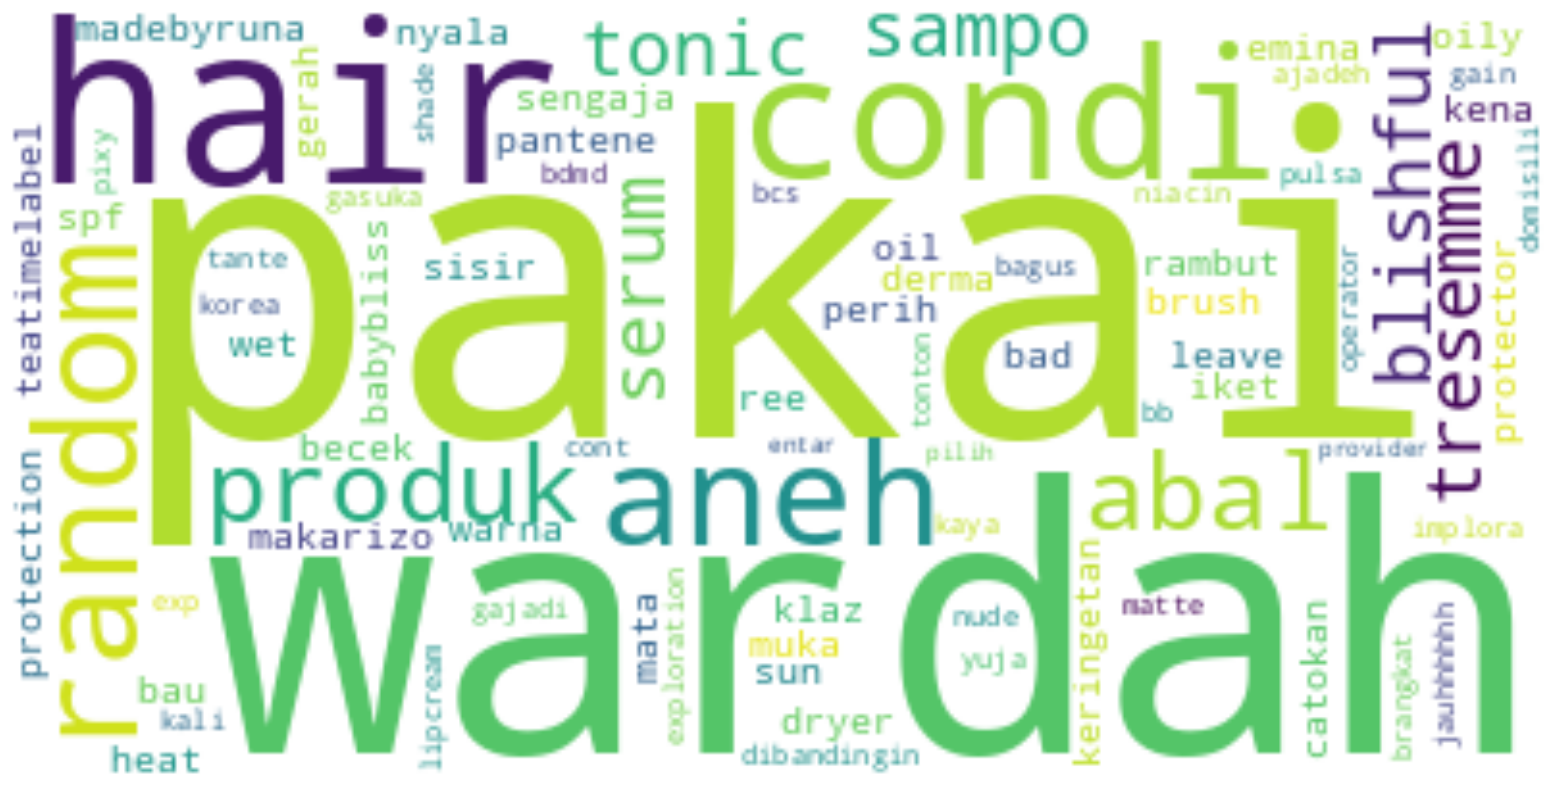 madebyruna
nyala
hair
gerah
shade
tonic
sampo
emina
oily
ajadeh
gain
condi
blishful
kena
sengaja
pantene
bdmd
pixy
teatimelabel
spf
gasuka
serum
bcs
niacin
pulsa
domisili
tresemme
pakai
random
tante
korea
wet
babybliss
sisir
oil
derma
bagus
perih
rambut
brush
operator
protector
bad
leave
iket
ree
tonton
bb
becek
cont
entar
pilih
provider
protection
produk
aneh
abal
makarizo
warna
kaya
implora
exp
wardah
gajadi
mata
exploration
klaz
muka
sun
nude
yuja
keringetan
matte
catokan
brangkat
jauhhhhhh
bau
kali
heat
lipcream
dryer
dibandingin